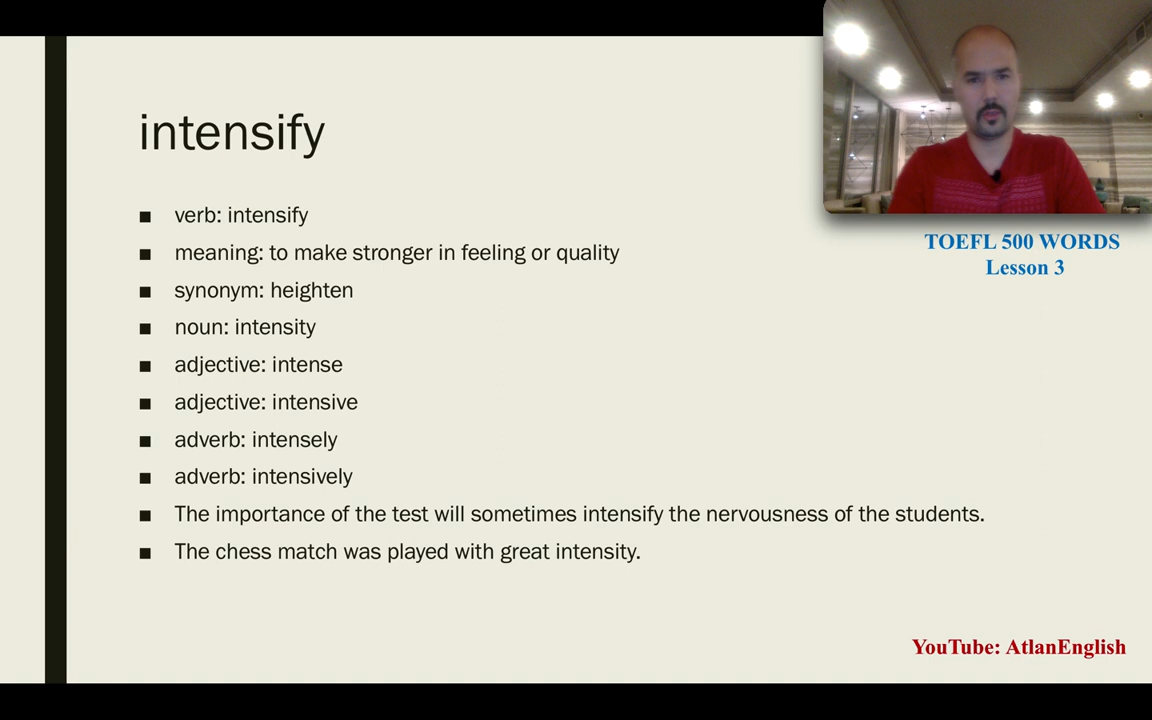 intensify
■ verb: intensify
■ meaning: to make stronger in feeling or quality
■ synonym: heighten
■ noun: intensity
■ adjective: intense
■ adjective: intensive
■ adverb: intensely
■ adverb: intensively
■ The importance of the test will sometimes intensify the nervousness of the students.
■ The chess match was played with great intensity.
TOEFL 500 WORDS
Lesson 3
YouTube: AtlanEnglish